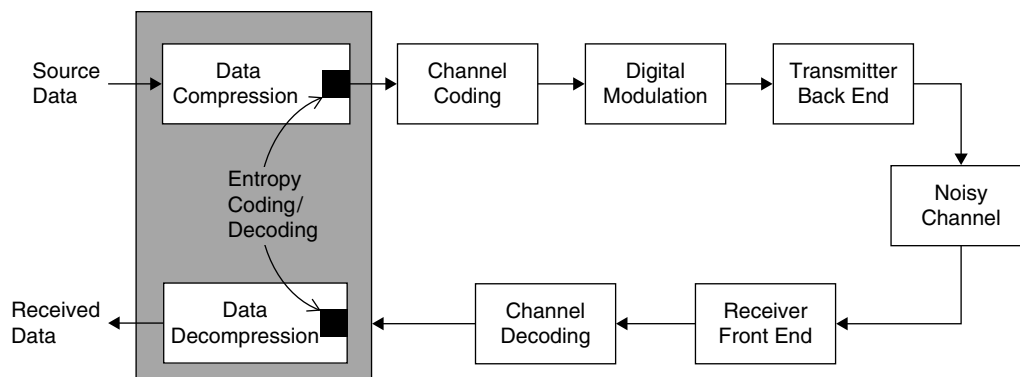 Source
Data
Data
Compression
Channel
Coding
Digital
Modulation
Transmitter
Back End
Entropy
Coding/
Decoding
Noisy
Channel
Received
Data
Data
Decompression
Channel
Decoding
Receiver
Front End